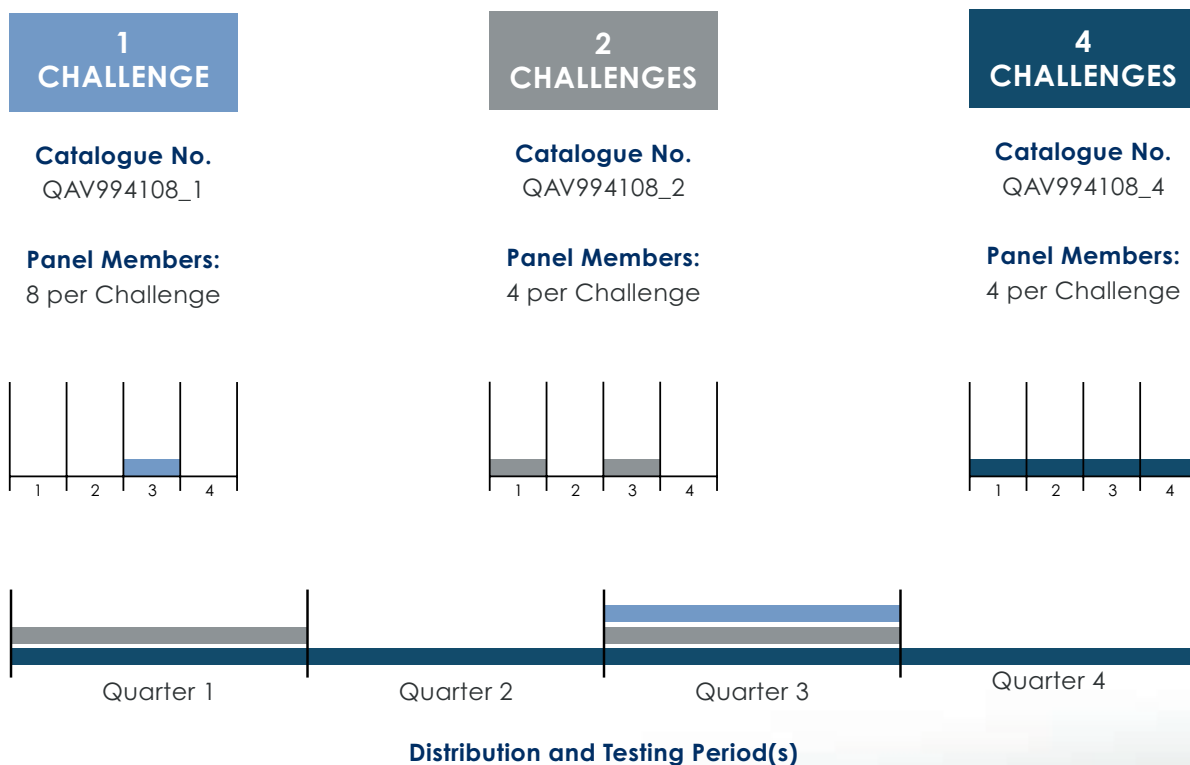 1
CHALLENGE
2
CHALLENGES
4
CHALLENGES
Catalogue No.
QAV994108_1
Catalogue No.
QAV994108_2
Catalogue No.
QAV994108_4
Panel Members:
8 per Challenge
Panel Members:
4 per Challenge
Panel Members:
4 per Challenge
1 2 3 4
1 2 3 4
1 2 3 4
Quarter 1
Quarter 2
Quarter 3
Quarter 4
Distribution and Testing Period(s)